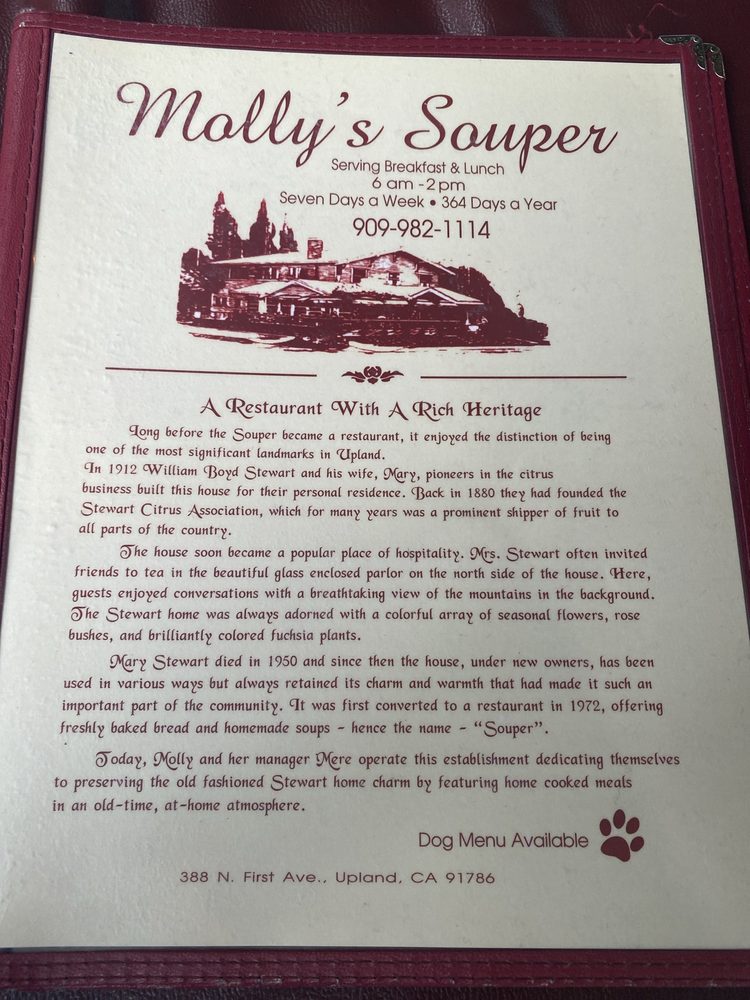 Molly's Souper
Serving Breakfast & Lunch
6 am - 2 pm
Seven Days a Week • 364 Days a Year
909-982-1114
A Restaurant With A Rich Heritage
Long before the Souper became a restaurant, it enjoyed the distinction of being
one of the most significant landmarks in Upland.
In 1912 William Boyd Stewart and his wife, Mary, pioneers in the citrus
business built this house for their personal residence. Back in 1880 they had founded the
Stewart Citrus Association, which for many years was a prominent shipper of fruit to
all parts of the country.
The house soon became a popular place of hospitality. Mrs. Stewart often invited
friends to tea in the beautiful glass enclosed parlor on the north side of the house. Here,
guests enjoyed conversations with a breathtaking view of the mountains in the background.
The Stewart home was always adorned with a colorful array of seasonal flowers, rose
bushes, and brilliantly colored fuchsia plants.
Mary Stewart died in 1950 and since then the house, under new owners, has been
used in various ways but always retained its charm and warmth that had made it such an
important part of the community. It was first converted to a restaurant in 1972, offering
freshly baked bread and homemade soups - hence the name - "Souper".
Today, Molly and her manager Mere operate this establishment dedicating themselves
to preserving the old fashioned Stewart home charm by featuring home cooked meals
in an old-time, at-home atmosphere.
Dog Menu Available
388 N. First Ave., Upland, CA 91786